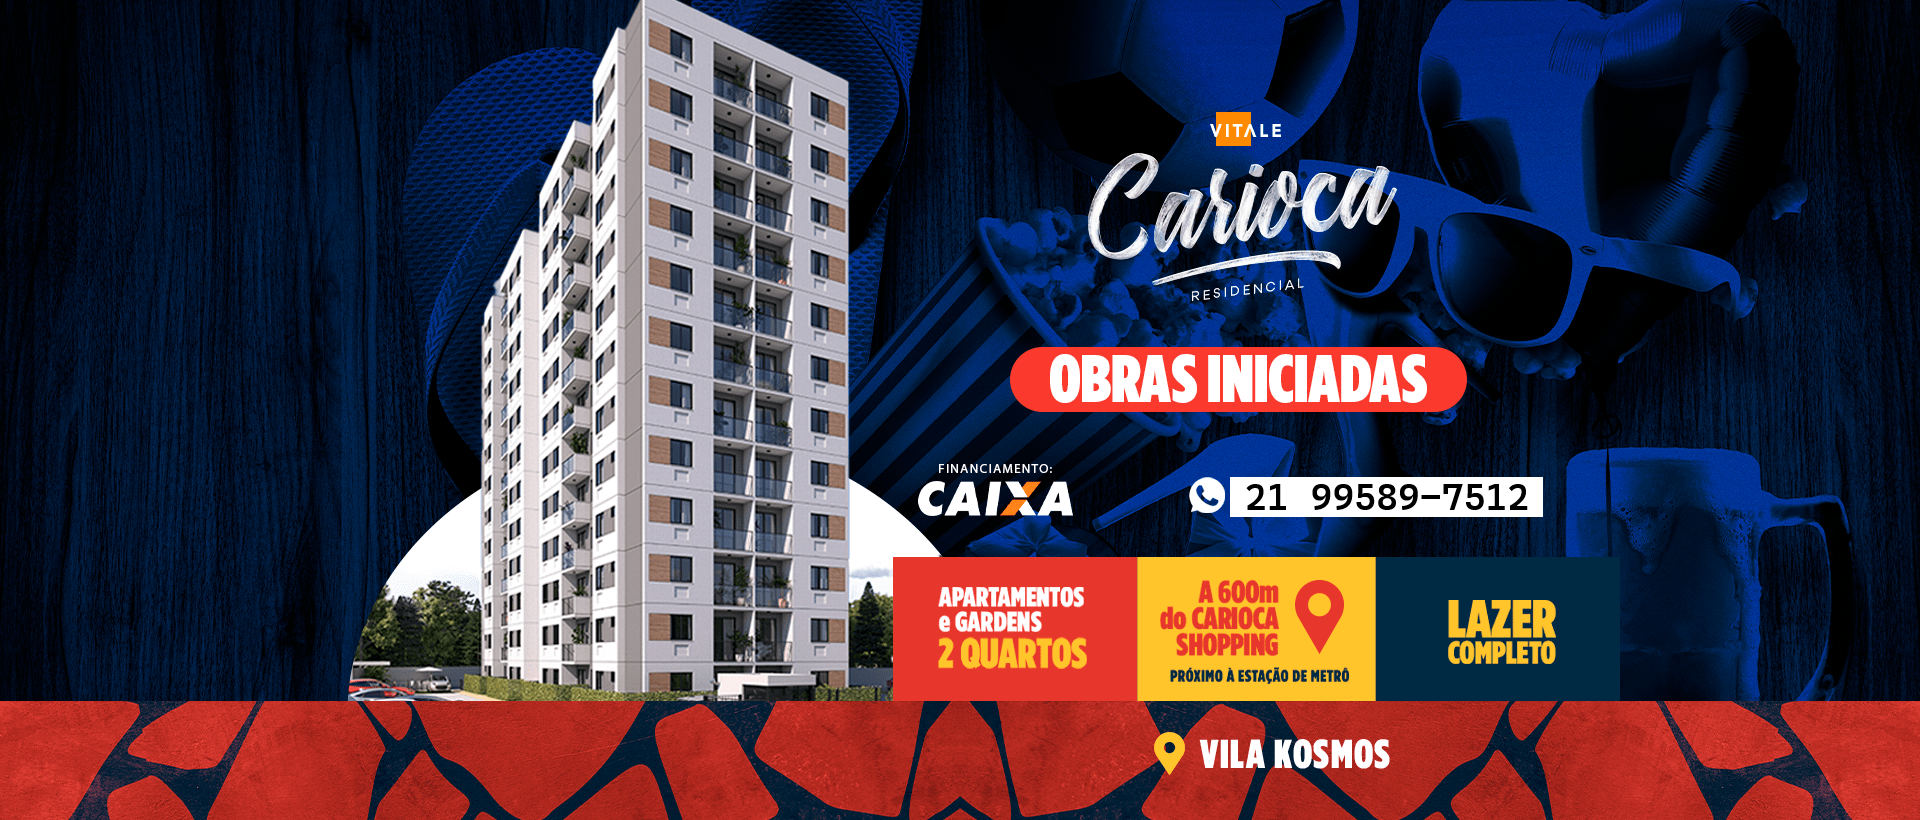 VITALE
Carioca
RESIDENCIAL
OBRAS INICIADAS
FINANCIAMENTO:
CAIXA
21 99589-7512
APARTAMENTOS
e GARDENS
2 QUARTOS
A 600m
do CARIOCA
SHOPPING
PRÓXIMO À ESTAÇÃO DE METRÔ
LAZER
COMPLETO
VILA KOSMOS